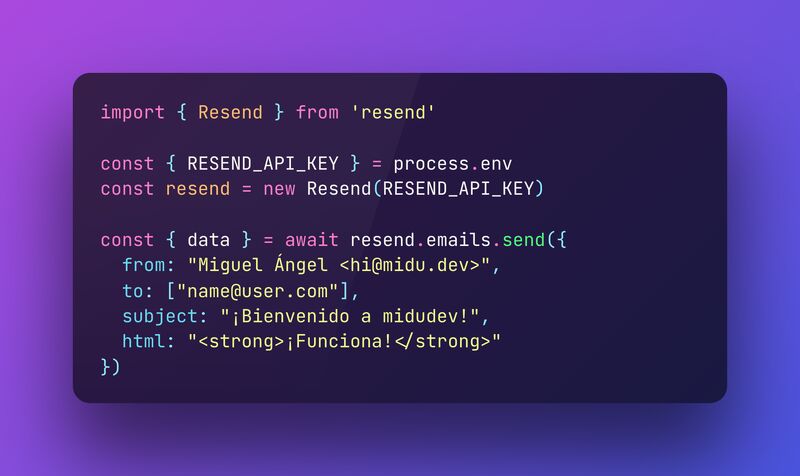 import { Resend } from 'resend'
const { RESEND_API_KEY } = process.env
const resend = new Resend(RESEND_API_KEY)
const { data } = await resend.emails.send({
  from: "Miguel Ángel <hi@midu.dev>",
  to: ["name@user.com"],
  subject: "¡Bienvenido a midudev!",
  html: "<strong>¡Funciona!</strong>"
})